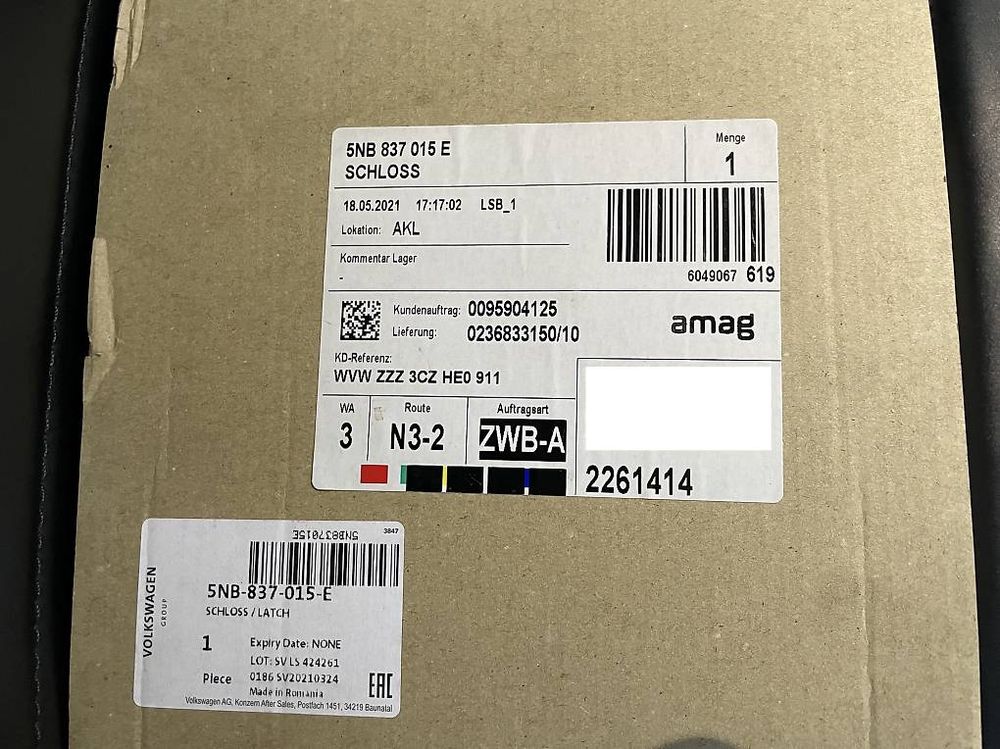 5NB 837 015 E
SCHLOSS
Menge
1
18.05.2021 17:17:02 LSB_1
Lokation: AKL
Kommentar Lager
-
6049067 619
Kundenauftrag: 0095904125
Lieferung: 0236833150/10
amag
KD-Referenz:
WVW ZZZ 3CZ HE0 911
WA
3
Route
N3-2
Auftragsart
ZWB-A
2261414
5NB837015E
3847
VOLKSWAGEN
GROUP
5NB-837-015-E
SCHLOSS / LATCH
1
Piece
Expiry Date: NONE
LOT: SV LS 424261
0186 SV20210324
Made in Romania
EAC
Volkswagen AG, Konzern After Sales, Postfach 1451, 34219 Baunatal